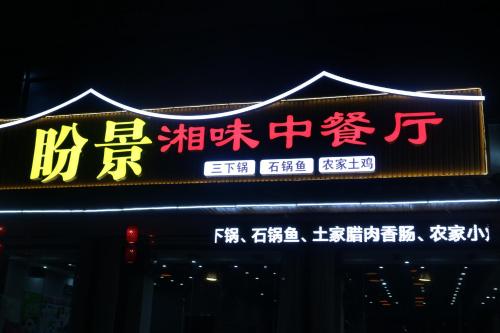 盼景湘味中餐厅
三下锅 石锅鱼 农家土鸡
下锅、石锅鱼、土家腊肉香肠、农家小